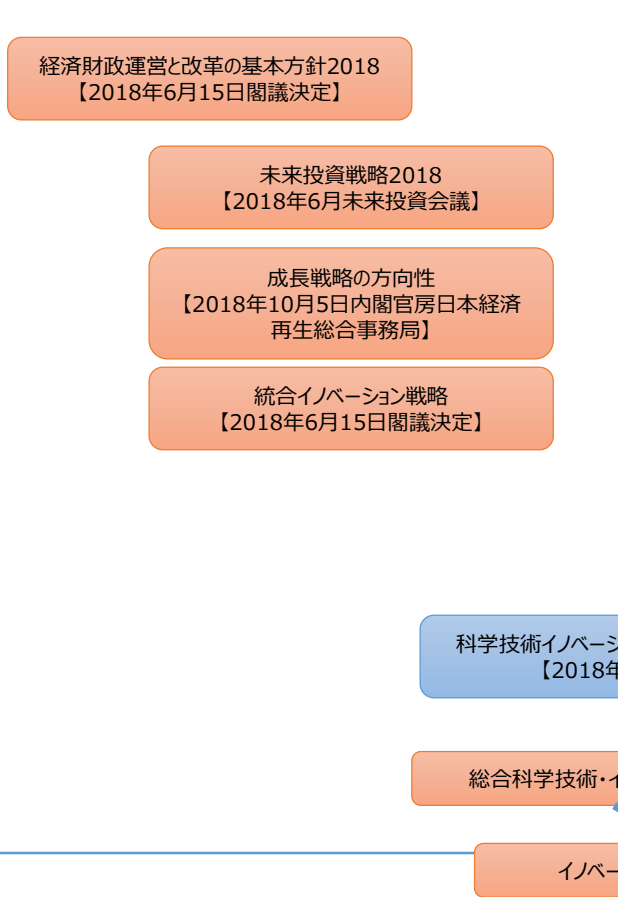 経済財政運営と改革の基本方針2018
【2018年6月15日閣議決定】
未来投資戦略2018
【2018年6月未来投資会議】
成長戦略の方向性
【2018年10月5日内閣官房日本経済
再生総合事務局】
統合イノベーション戦略
【2018年6月15日閣議決定】
科学技術イノベーシ
【2018年
総合科学技術・イ
イノベー